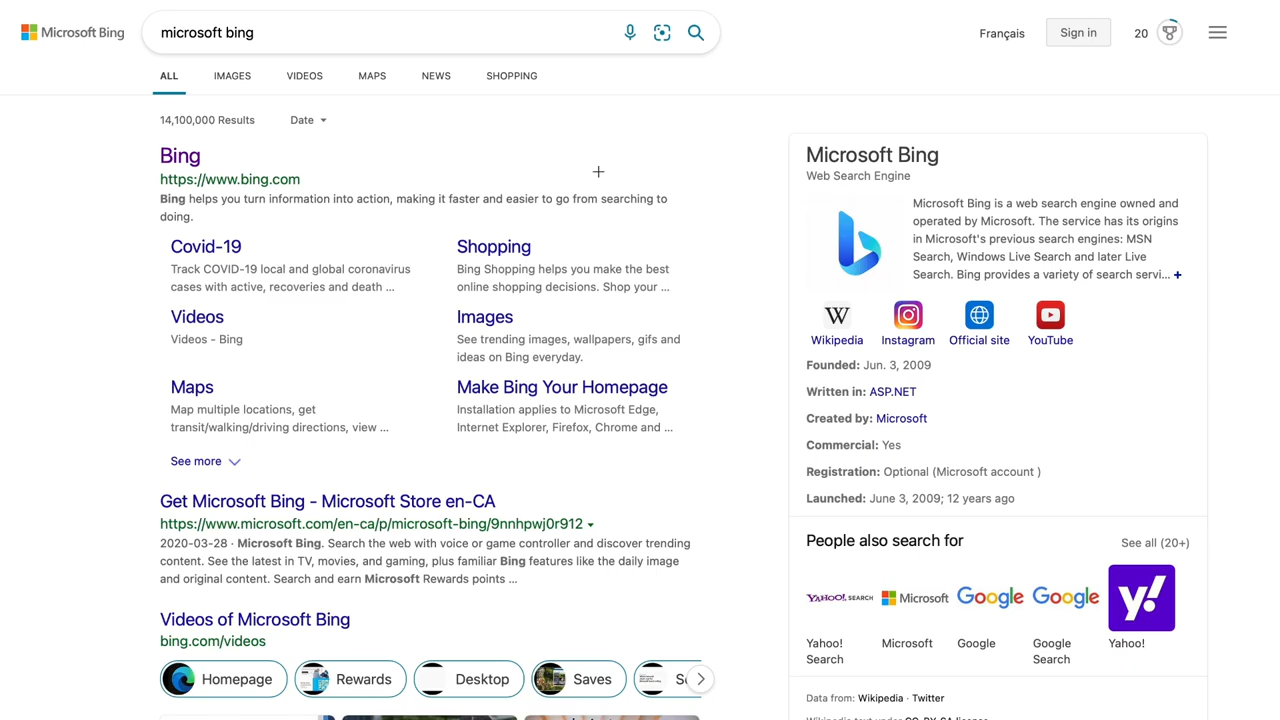 Microsoft Bing
microsoft bing
Français
Sign in
20
ALL
IMAGES
VIDEOS
MAPS
NEWS
SHOPPING
14,100,000 Results
Date
Bing
https://www.bing.com
Bing helps you turn information into action, making it faster and easier to go from searching to
doing.
Covid-19
Track COVID-19 local and global coronavirus
cases with active, recoveries and death ...
Shopping
Bing Shopping helps you make the best
online shopping decisions. Shop your ...
Videos
Videos - Bing
Images
See trending images, wallpapers, gifs and
ideas on Bing everyday.
Maps
Map multiple locations, get
transit/walking/driving directions, view ...
Make Bing Your Homepage
Installation applies to Microsoft Edge,
Internet Explorer, Firefox, Chrome and ...
See more
Get Microsoft Bing - Microsoft Store en-CA
https://www.microsoft.com/en-ca/p/microsoft-bing/9nnhpwj0r912
2020-03-28 · Microsoft Bing. Search the web with voice or game controller and discover trending
content. See the latest in TV, movies, and gaming, plus familiar Bing features like the daily image
and original content. Search and earn Microsoft Rewards points ...
Videos of Microsoft Bing
bing.com/videos
Homepage
Rewards
Desktop
Saves
Microsoft Bing
Web Search Engine
Microsoft Bing is a web search engine owned and
operated by Microsoft. The service has its origins
in Microsoft's previous search engines: MSN
Search, Windows Live Search and later Live
Search. Bing provides a variety of search servi... +
W
Wikipedia
Instagram
Official site
YouTube
Founded: Jun. 3, 2009
Written in: ASP.NET
Created by: Microsoft
Commercial: Yes
Registration: Optional (Microsoft account )
Launched: June 3, 2009; 12 years ago
People also search for
See all (20+)
YAHOO! SEARCH
Microsoft
Google
Google
y!
Yahoo!
Search
Microsoft
Google
Google
Search
Yahoo!
Data from: Wikipedia · Twitter